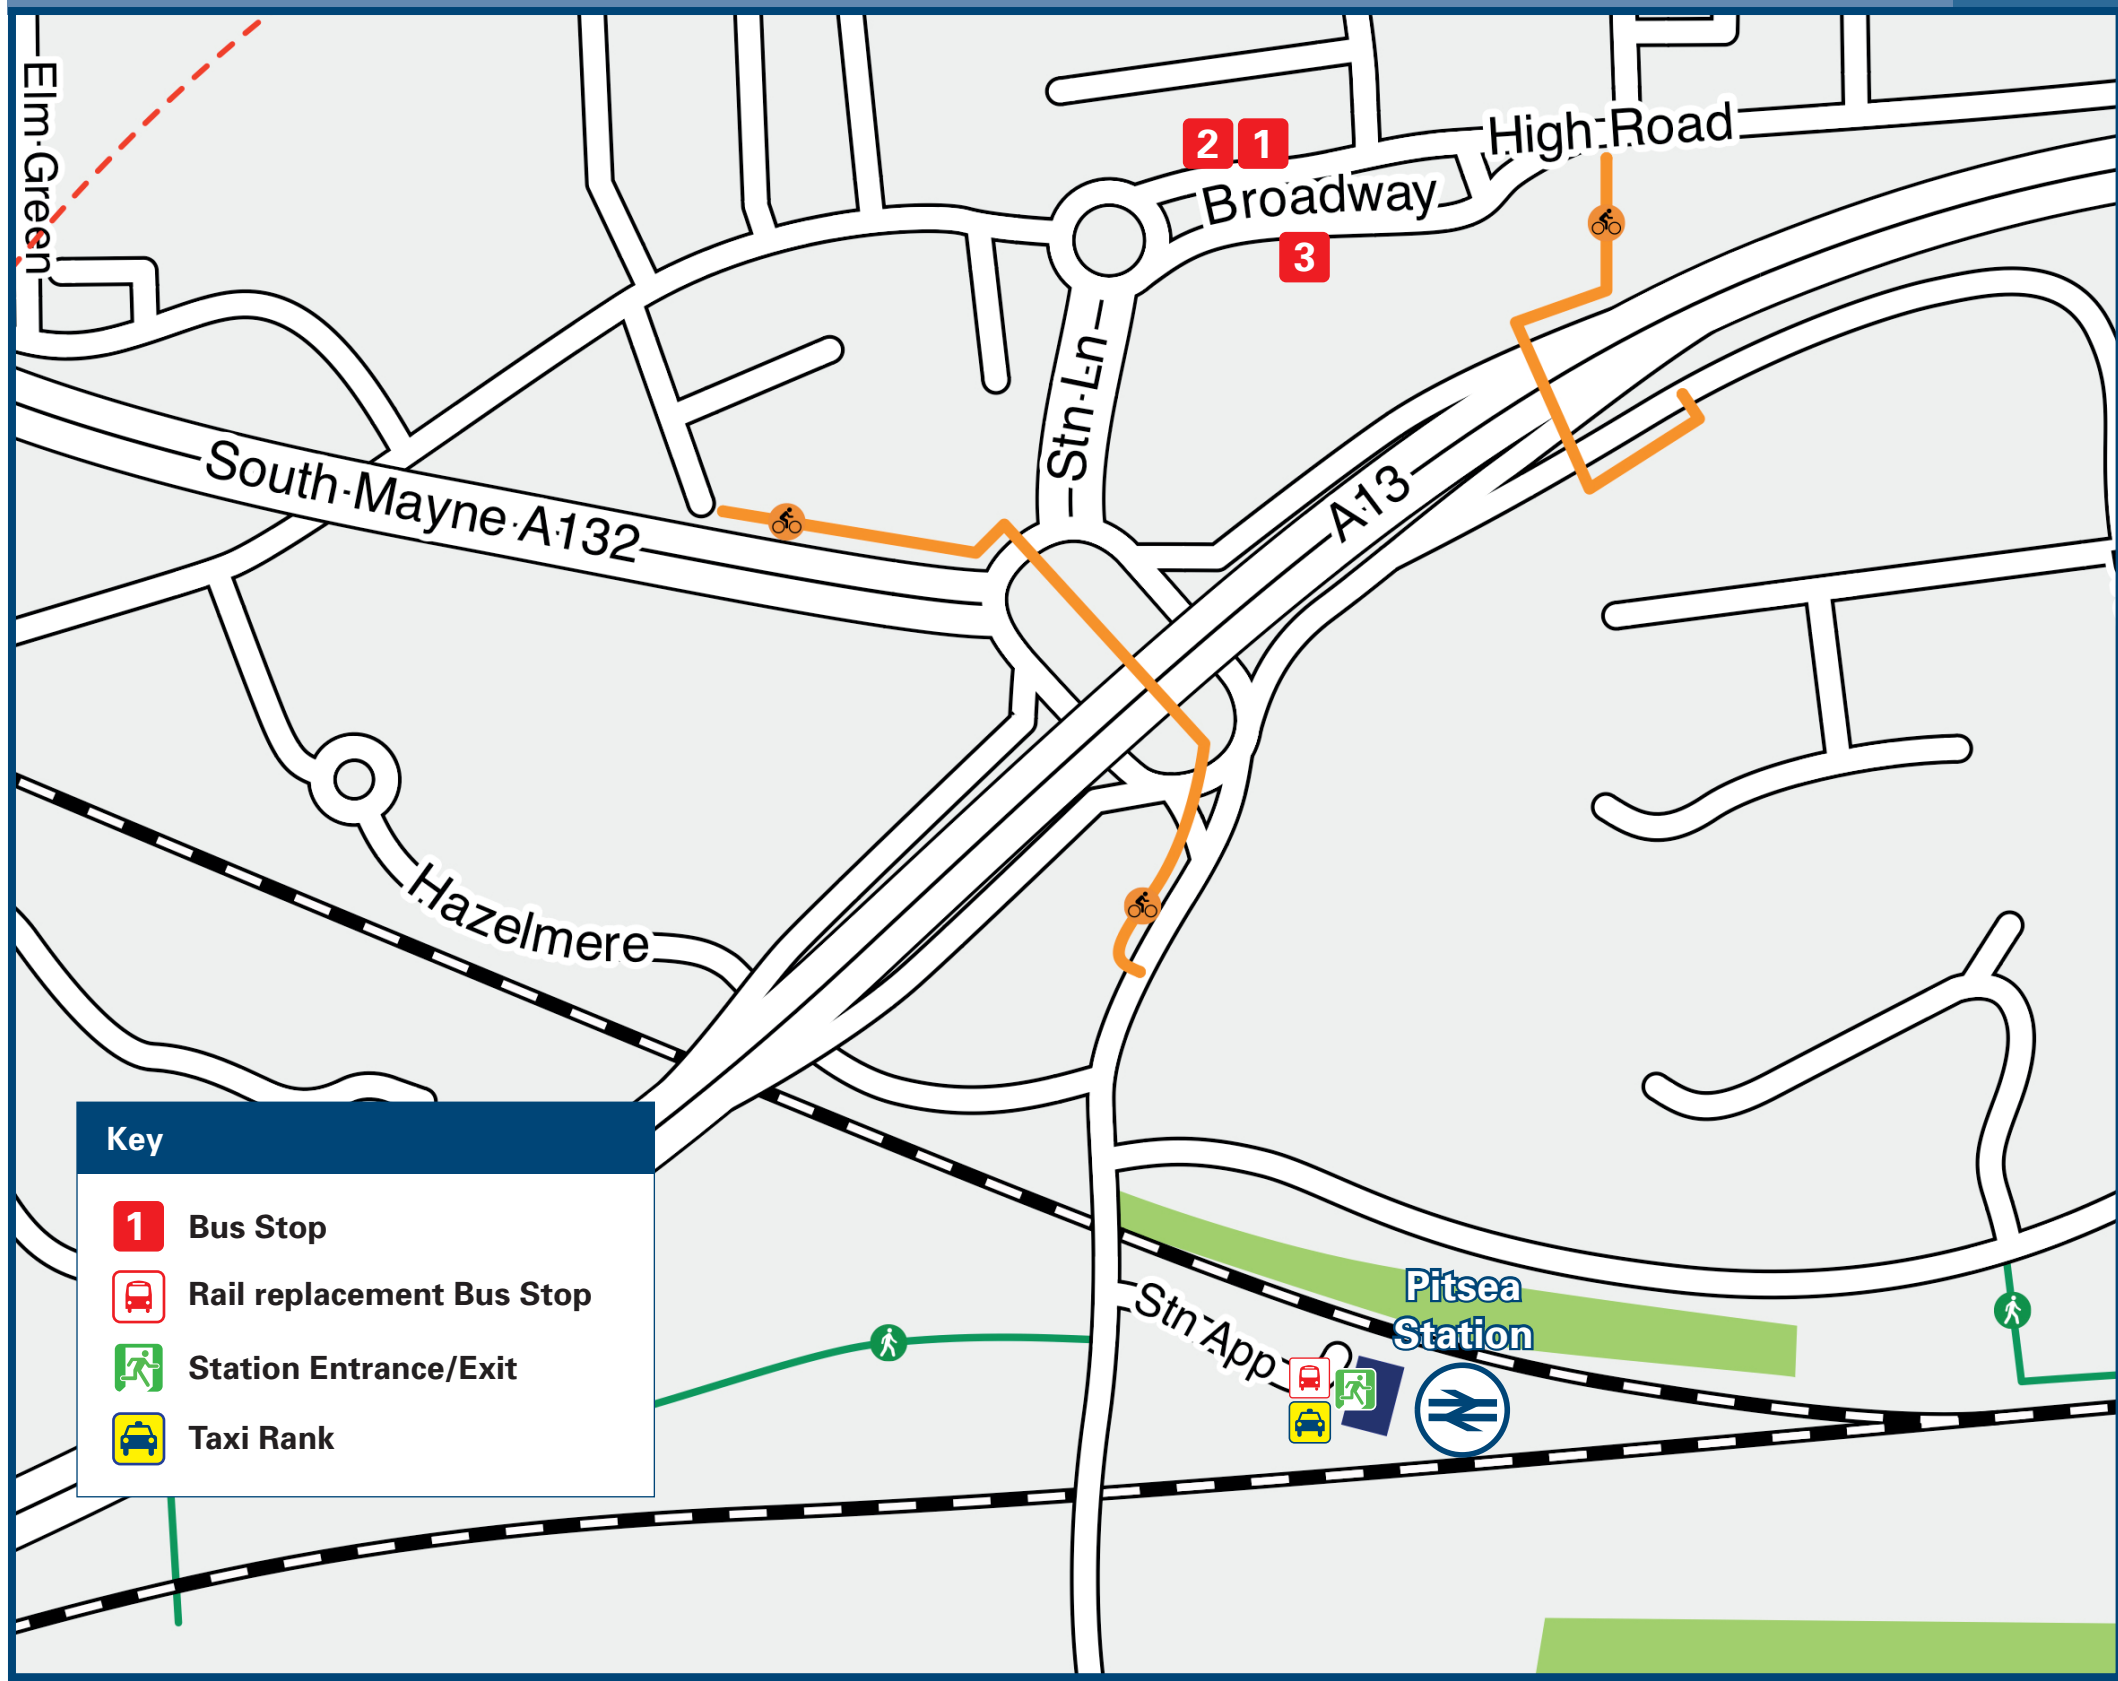 Elm Green
2 1
High Road
Broadway
3
Stn Ln
South Mayne A132
A13
Hazelmere
Key
1 Bus Stop
Rail replacement Bus Stop
Station Entrance/Exit
Taxi Rank
Pitsea
Station
Stn App